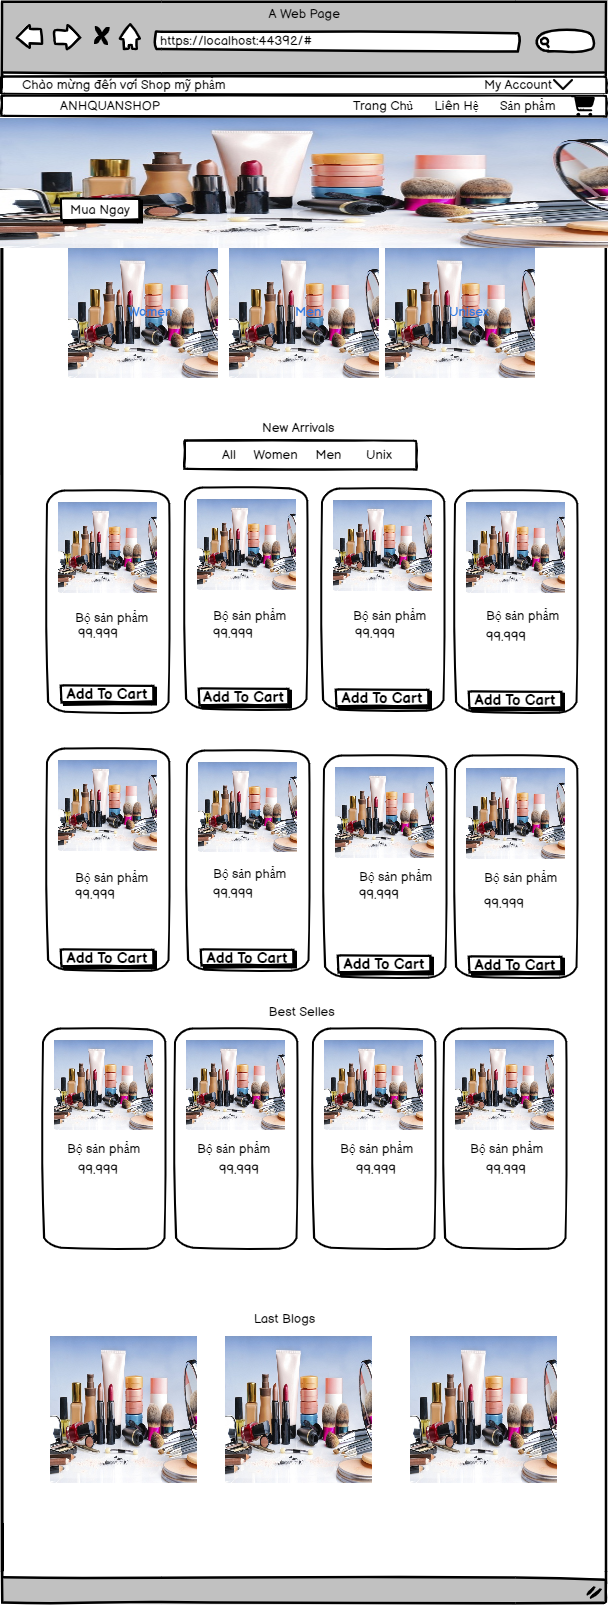 A Web Page
https://localhost:44392/#
Chào mừng đến với Shop mỹ phẩm
My Account
ANHQUANSHOP
Trang Chủ
Liên Hệ
Sản phẩm
Mua Ngay
Women
Men
Unisex
New Arrivals
All
Women
Men
Unix
Bộ sản phẩm
99.999
Add To Cart
Bộ sản phẩm
99.999
Add To Cart
Bộ sản phẩm
99.999
Add To Cart
Bộ sản phẩm
99.999
Add To Cart
Bộ sản phẩm
99.999
Add To Cart
Bộ sản phẩm
99.999
Add To Cart
Bộ sản phẩm
99.999
Add To Cart
Bộ sản phẩm
99.999
Add To Cart
Best Selles
Bộ sản phẩm
99.999
Bộ sản phẩm
99.999
Bộ sản phẩm
99.999
Bộ sản phẩm
99.999
Last Blogs